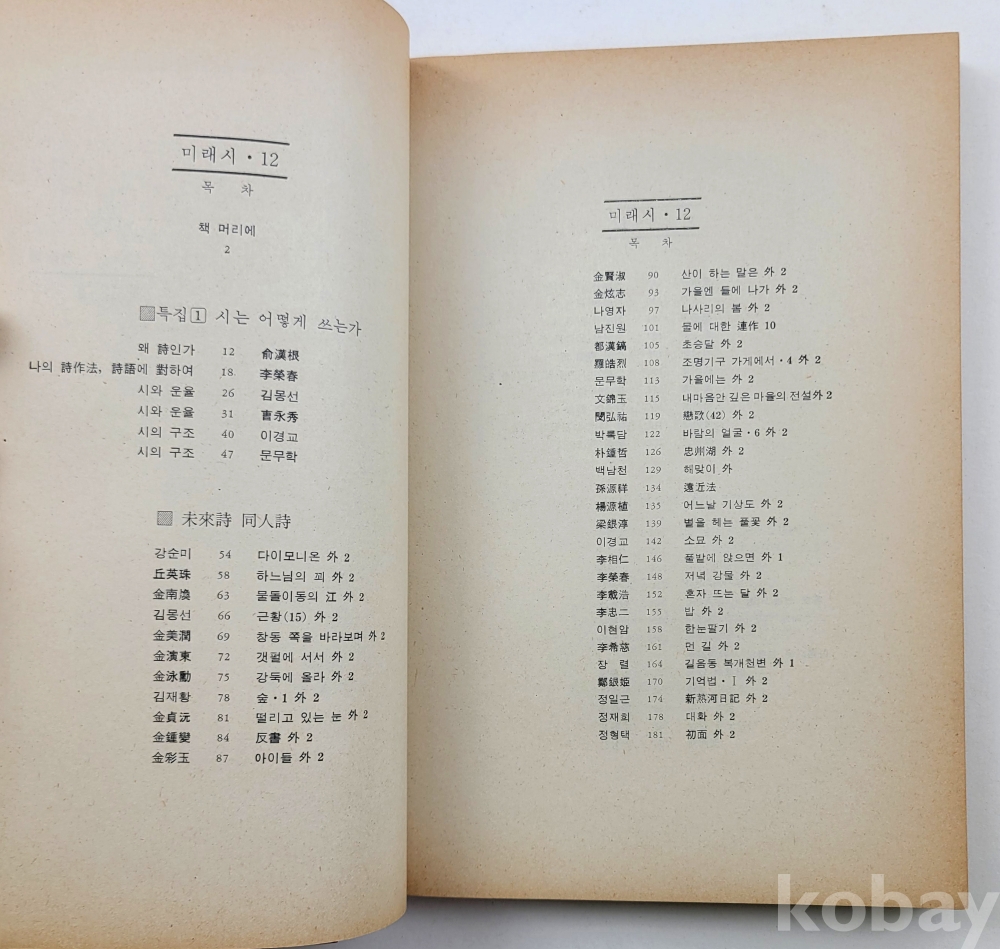 미래시 · 12
목 차
책 머리에
2
▨특집1 시는 어떻게 쓰는가
왜 詩인가 12 俞漢根
나의 詩作法, 詩語에 對하여 18 李榮春
시와 운율 26 김몽선
시와 운율 31 曺永秀
시의 구조 40 이경교
시의 구조 47 문무학
▨ 未來詩 同人詩
강순미 54 다이모니온 外 2
丘英珠 58 하느님의 괴 外 2
金南煥 63 물돌이동의 江 外 2
김몽선 66 근황(15) 外 2
金美潤 69 창동 쪽을 바라보며 外 2
金演東 72 갯펄에 서서 外 2
金泳勳 75 강둑에 올라 外 2
김재황 78 숲 · 1 外 2
金貞沅 81 떨리고 있는 눈 外 2
金鍾燮 84 反書 外 2
金彩玉 87 아이들 外 2
미래시 · 12
목 차
金賢淑 90 산이 하는 말은 外 2
金炫志 93 가을엔 들에 나가 外 2
나영자 97 나사리의 봄 外 2
남진원 101 물에 대한 連作 10
都漢鎬 105 초승달 外 2
羅皓烈 108 조명기구 가게에서 · 4 外 2
문무학 113 가을에는 外 2
文錦玉 115 내마음안 깊은 마을의 전설 外 2
閔弘祐 119 戀歌(42) 外 2
박록담 122 바람의 얼굴 · 6 外 2
朴鍾哲 126 忠州湖 外 2
백남천 129 해맞이 外
孫源祥 134 遠近法
楊源植 135 어느날 기상도 外 2
梁銀淳 139 별을 헤는 풀꽃 外 2
이경교 142 소묘 外 2
李相仁 146 풀밭에 앉으면 外 1
李榮春 148 저녁 강물 外 2
李載浩 152 혼자 뜨는 달 外 2
李忠二 155 밤 外 2
이현암 158 한눈팔기 外 2
李希慈 161 먼 길 外 2
장 렬 164 길음동 복개천변 外 1
鄭銀姬 170 기억법 · I 外 2
정일근 174 新熱河日記 外 2
정재희 178 대화 外 2
정형택 181 初面 外 2
kobay